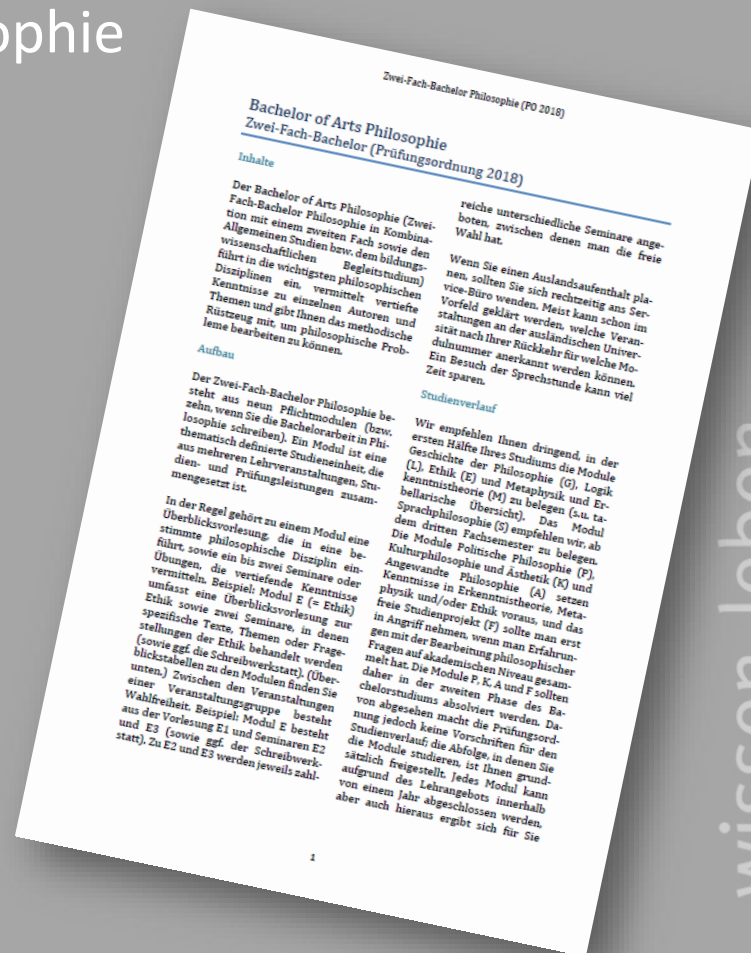 ophie
Zwei-Fach-Bachelor Philosophie (PO 2018)
Bachelor of Arts Philosophie
Zwei-Fach-Bachelor (Prüfungsordnung 2018)
Inhalte
Der Bachelor of Arts Philosophie (Zwei-
Fach-Bachelor Philosophie in Kombina-
tion mit einem zweiten Fach sowie den
Allgemeinen Studien bzw. dem bildungs-
wissenschaftlichen Begleitstudium)
führt in die wichtigsten philosophischen
Disziplinen ein, vermittelt vertiefte
Kenntnisse zu einzelnen Autoren und
Themen und gibt Ihnen das methodische
Rüstzeug mit, um philosophische Prob-
leme bearbeiten zu können.
Aufbau
Der Zwei-Fach-Bachelor Philosophie be-
steht aus neun Pflichtmodulen (bzw.
zehn, wenn Sie die Bachelorarbeit in Phi-
losophie schreiben). Ein Modul ist eine
thematisch definierte Studieneinheit, die
aus mehreren Lehrveranstaltungen, Stu-
dien- und Prüfungsleistungen zusam-
mengesetzt ist.
In der Regel gehört zu einem Modul eine
Überblicksvorlesung, die in eine be-
stimmte philosophische Disziplin ein-
führt, sowie ein bis zwei Seminare oder
Übungen, die vertiefende Kenntnisse
vermitteln. Beispiel: Modul E (= Ethik)
umfasst eine Überblicksvorlesung zur
Ethik sowie zwei Seminare, in denen
spezifische Texte, Themen oder Frage-
stellungen der Ethik behandelt werden
(sowie ggf. die Schreibwerkstatt). (Über-
blickstabellen zu den Modulen finden Sie
unten.) Zwischen den Veranstaltungen
einer Veranstaltungsgruppe besteht
Wahlfreiheit. Beispiel: Modul E besteht
aus der Vorlesung E1 und Seminaren E2
und E3 (sowie ggf. der Schreibwerk-
statt). Zu E2 und E3 werden jeweils zahl-
reiche unterschiedliche Seminare ange-
boten, zwischen denen man die freie
Wahl hat.
Wenn Sie einen Auslandsaufenthalt pla-
nen, sollten Sie sich rechtzeitig ans Ser-
vice-Büro wenden. Meist kann schon im
Vorfeld geklärt werden, welche Veran-
staltungen an der ausländischen Univer-
sität nach Ihrer Rückkehr für welche Mo-
dulnummer anerkannt werden können.
Ein Besuch der Sprechstunde kann viel
Zeit sparen.
Studienverlauf
Wir empfehlen Ihnen dringend, in der
ersten Hälfte Ihres Studiums die Module
Geschichte der Philosophie (G), Logik
(L), Ethik (E) und Metaphysik und Er-
kenntnistheorie (M) zu belegen (s.u. ta-
bellarische Übersicht). Das Modul
Sprachphilosophie (S) empfehlen wir, ab
dem dritten Fachsemester zu belegen.
Die Module Politische Philosophie (P),
Kulturphilosophie und Ästhetik (K) und
Angewandte Philosophie (A) setzen
Kenntnisse in Erkenntnistheorie, Meta-
physik und/oder Ethik voraus, und das
freie Studienprojekt (F) sollte man erst
in Angriff nehmen, wenn man Erfahrun-
gen mit der Bearbeitung philosophischer
Fragen auf akademischen Niveau gesam-
melt hat. Die Module P, K, A und F sollten
daher in der zweiten Phase des Ba-
chelorstudiums absolviert werden. Da-
von abgesehen macht die Prüfungsord-
nung jedoch keine Vorschriften für den
Studienverlauf; die Abfolge, in denen Sie
die Module studieren, ist Ihnen grund-
sätzlich freigestellt. Jedes Modul kann
aufgrund des Lehrangebots innerhalb
von einem Jahr abgeschlossen werden,
aber auch hieraus ergibt sich für Sie
1